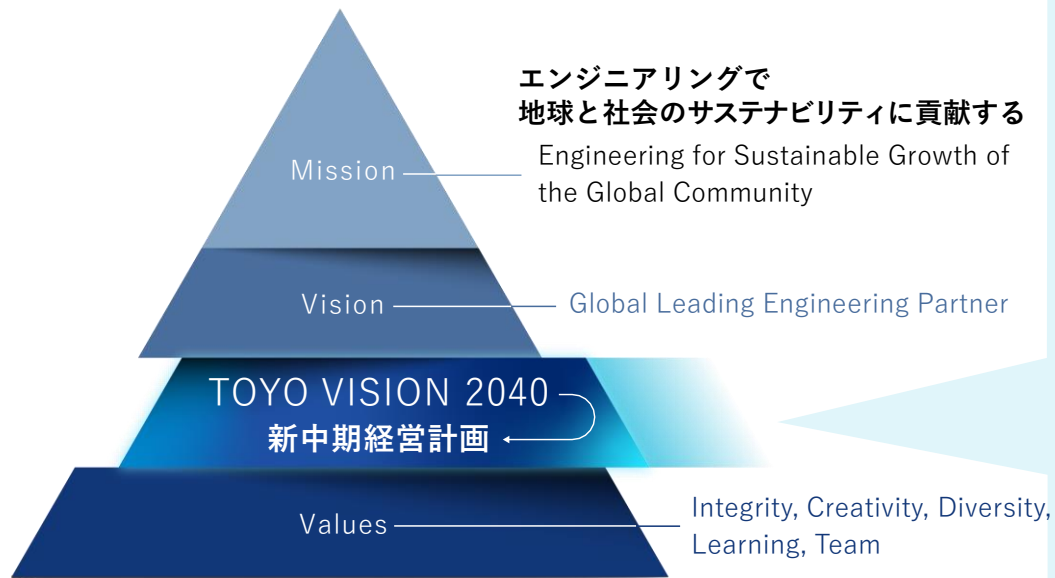 エンジニアリングで
地球と社会のサステナビリティに貢献する
Engineering for Sustainable Growth of
the Global Community
Mission
Vision
Global Leading Engineering Partner
TOYO VISION 2040
新中期経営計画
Values
Integrity, Creativity, Diversity,
Learning, Team